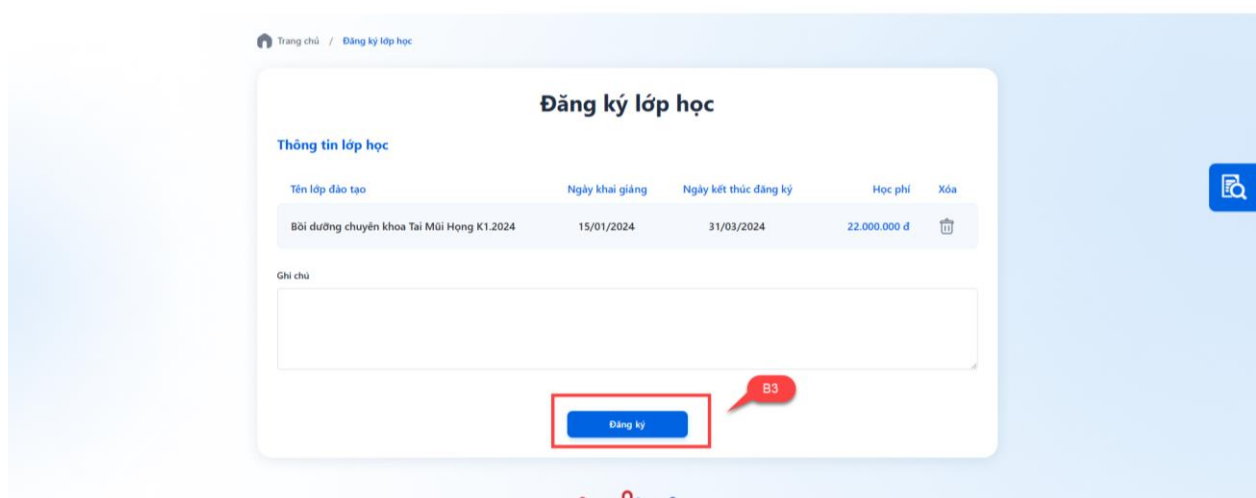 Trang chủ / Đăng ký lớp học
Đăng ký lớp học
Thông tin lớp học
Tên lớp đào tạo Ngày khai giảng Ngày kết thúc đăng ký Học phí Xóa
Bồi dưỡng chuyên khoa Tai Mũi Họng K1.2024 15/01/2024 31/03/2024 22.000.000 đ
Ghi chú
B3
Đăng ký